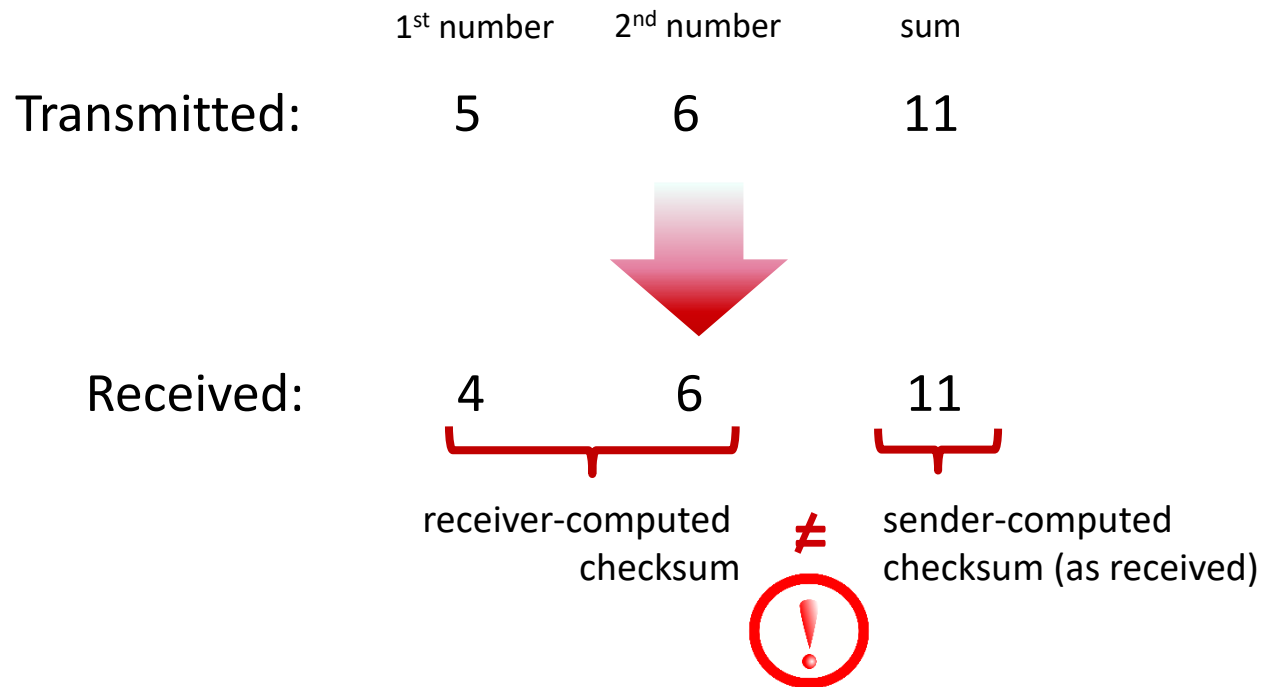 1st number 2nd number sum
Transmitted: 5 6 11
Received: 4 6 11
receiver-computed ≠ sender-computed
checksum checksum (as received)
!